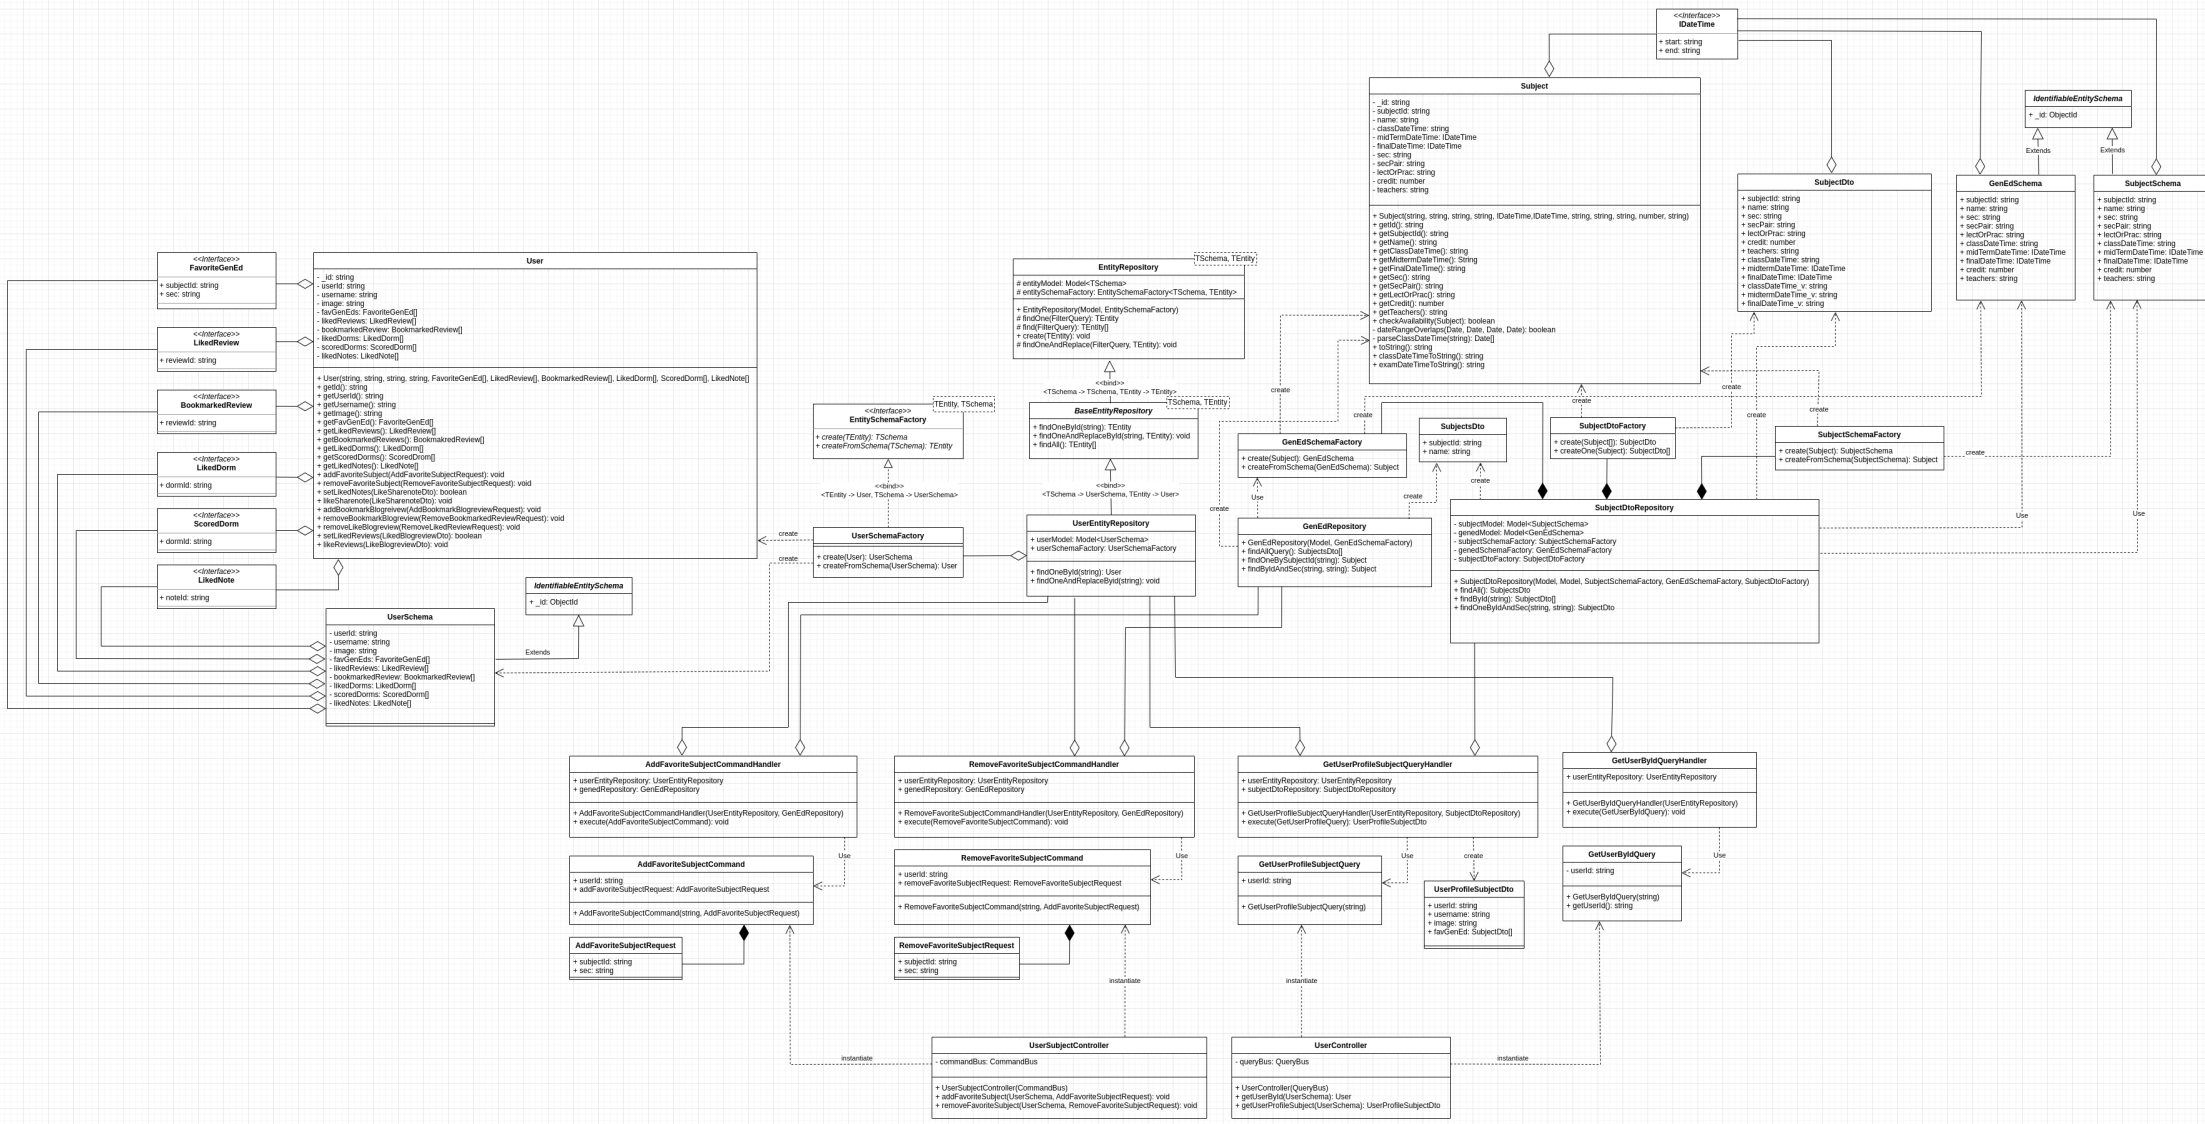 <<Interface>>
IDateTime
+ start: string
+ end: string
Subject
- _id: string
- subjectId: string
- name: string
- classDateTime: string
- midTermDateTime: IDateTime
- finalDateTime: IDateTime
- sec: string
- secPair: string
- lectOrPrac: string
- credit: number
- teachers: string
+ Subject(string, string, string, string, IDateTime,IDateTime, string, string, string, number, string)
+ getId(): string
+ getSubjectId(): string
+ getName(): string
+ getClassDateTime(): string
+ getMidtermDateTime(): String
+ getFinalDateTime(): string
+ getSec(): string
+ getSecPair(): string
+ getLectOrPrac(): string
+ getCredit(): number
+ getTeachers(): string
+ checkAvailability(Subject): boolean
- dateRangeOverlaps(Date, Date, Date, Date): boolean
- parseClassDateTime(string): Date[]
+ toString(): string
+ classDateTimeToString(): string
+ examDateTimeToString(): string
IdentifiableEntitySchema
+ _id: ObjectId
Extends
Extends
SubjectDto
+ subjectId: string
+ name: string
+ sec: string
+ secPair: string
+ lectOrPrac: string
+ credit: number
+ teachers: string
+ classDateTime: string
+ midtermDateTime: IDateTime
+ finalDateTime: IDateTime
+ classDateTime_v: string
+ midtermDateTime_v: string
+ finalDateTime_v: string
GenEdSchema
+ subjectId: string
+ name: string
+ sec: string
+ secPair: string
+ lectOrPrac: string
+ classDateTime: string
+ midTermDateTime: IDateTime
+ finalDateTime: IDateTime
+ credit: number
+ teachers: string
SubjectSchema
+ subjectId: string
+ name: string
+ sec: string
+ secPair: string
+ lectOrPrac: string
+ classDateTime: string
+ midTermDateTime: IDateTime
+ finalDateTime: IDateTime
+ credit: number
+ teachers: string
<<Interface>>
FavoriteGenEd
+ subjectId: string
+ sec: string
<<Interface>>
LikedReview
+ reviewId: string
<<Interface>>
BookmarkedReview
+ reviewId: string
<<Interface>>
LikedDorm
+ dormId: string
<<Interface>>
ScoredDorm
+ dormId: string
<<Interface>>
LikedNote
+ noteId: string
User
- _id: string
- userId: string
- username: string
- image: string
- favGenEds: FavoriteGenEd[]
- likedReviews: LikedReview[]
- bookmarkedReview: BookmarkedReview[]
- likedDorms: LikedDorm[]
- scoredDorms: ScoredDorm[]
- likedNotes: LikedNote[]
+ User(string, string, string, string, FavoriteGenEd[], LikedReview[], BookmarkedReview[], LikedDorm[], ScoredDorm[], LikedNote[]
+ getId(): string
+ getUserId(): string
+ getUsername(): string
+ getImage(): string
+ getFavGenEd(): FavoriteGenEd[]
+ getLikedReviews(): LikedReview[]
+ getBookmarkedReviews(): BookmakredReview[]
+ getLikedDorms(): LikedDorm[]
+ getScoredDorms(): ScoredDrom[]
+ getLikedNotes(): LikedNote[]
+ addFavoriteSubject(AddFavoriteSubjectRequest): void
+ removeFavoriteSubject(RemoveFavoriteSubjectRequest): void
+ setLikedNotes(LikeSharenoteDto): boolean
+ likeSharenote(LikeSharenoteDto): void
+ addBookmarkBlogreivew(AddBookmarkBlogreviewRequest): void
+ removeBookmarkBlogreview(RemoveBookmarkedReviewRequest): void
+ removeLikeBlogreview(RemoveLikedReviewRequest): void
+ setLikedReviews(LikedBlogreviewDto): boolean
+ likeReviews(LikeBlogreviewDto): void
UserSchema
- userId: string
- username: string
- image: string
- favGenEds: FavoriteGenEd[]
- likedReviews: LikedReview[]
- bookmarkedReview: BookmarkedReview[]
- likedDorms: LikedDorm[]
- scoredDorms: ScoredDorm[]
- likedNotes: LikedNote[]
IdentifiableEntitySchema
+ _id: ObjectId
Extends
TEntity, TSchema
<<Interface>>
EntitySchemaFactory
+ create(TEntity): TSchema
+ createFromSchema(TSchema): TEntity
<<bind>>
<TEntity -> User, TSchema -> UserSchema>
UserSchemaFactory
+ create(User): UserSchema
+ createFromSchema(UserSchema): User
create
create
TSchema, TEntity
EntityRepository
# entityModel: Model<TSchema>
# entitySchemaFactory: EntitySchemaFactory<TSchema, TEntity>
+ EntityRepository(Model, EntitySchemaFactory)
# findOne(FilterQuery): TEntity
# find(FilterQuery): TEntity[]
+ create(TEntity): void
# findOneAndReplace(FilterQuery, TEntity): void
<<bind>>
<TSchema -> TSchema, TEntity -> TEntity>
TSchema, TEntity
BaseEntityRepository
+ findOneById(string): TEntity
+ findOneAndReplaceById(string, TEntity): void
+ findAll(): TEntity[]
<<bind>>
<TSchema -> UserSchema, TEntity -> User>
UserEntityRepository
+ userModel: Model<UserSchema>
+ userSchemaFactory: UserSchemaFactory
+ findOneById(string): User
+ findOneAndReplaceByid(string): void
create
create
create
GenEdSchemaFactory
+ create(Subject): GenEdSchema
+ createFromSchema(GenEdSchema): Subject
Use
GenEdRepository
+ GenEdRepository(Model, GenEdSchemaFactory)
+ findAllQuery(): SubjectsDto[]
+ findOneBySubjectId(string): Subject
+ findByIdAndSec(string, string): Subject
SubjectsDto
+ subjectId: string
+ name: string
create
create
create
SubjectDtoFactory
+ create(Subject[]): SubjectDto
+ createOne(Subject): SubjectDto[]
create
create
create
SubjectSchemaFactory
+ create(Subject): SubjectSchema
+ createFromSchema(SubjectSchema): Subject
create
SubjectDtoRepository
- subjectModel: Model<SubjectSchema>
- genedModel: Model<GenEdSchema>
- subjectSchemaFactory: SubjectSchemaFactory
- genedSchemaFactory: GenEdSchemaFactory
- subjectDtoFactory: SubjectDtoFactory
+ SubjectDtoRepository(Model, Model, SubjectSchemaFactory, GenEdSchemaFactory, SubjectDtoFactory)
+ findAll(): SubjectsDto
+ findById(string): SubjectDto[]
+ findOneByIdAndSec(string, string): SubjectDto
Use
Use
AddFavoriteSubjectCommandHandler
+ userEntityRepository: UserEntityRepository
+ genedRepository: GenEdRepository
+ AddFavoriteSubjectCommandHandler(UserEntityRepository, GenEdRepository)
+ execute(AddFavoriteSubjectCommand): void
Use
AddFavoriteSubjectCommand
+ userId: string
+ addFavoriteSubjectRequest: AddFavoriteSubjectRequest
+ AddFavoriteSubjectCommand(string, AddFavoriteSubjectRequest)
AddFavoriteSubjectRequest
+ subjectId: string
+ sec: string
RemoveFavoriteSubjectCommandHandler
+ userEntityRepository: UserEntityRepository
+ genedRepository: GenEdRepository
+ RemoveFavoriteSubjectCommandHandler(UserEntityRepository, GenEdRepository)
+ execute(RemoveFavoriteSubjectCommand): void
Use
RemoveFavoriteSubjectCommand
+ userId: string
+ removeFavoriteSubjectRequest: RemoveFavoriteSubjectRequest
+ RemoveFavoriteSubjectCommand(string, AddFavoriteSubjectRequest)
RemoveFavoriteSubjectRequest
+ subjectId: string
+ sec: string
GetUserProfileSubjectQueryHandler
+ userEntityRepository: UserEntityRepository
+ subjectDtoRepository: SubjectDtoRepository
+ GetUserProfileSubjectQueryHandler(UserEntityRepository, SubjectDtoRepository)
+ execute(GetUserProfileQuery): UserProfileSubjectDto
Use
create
GetUserProfileSubjectQuery
+ userId: string
+ GetUserProfileSubjectQuery(string)
UserProfileSubjectDto
+ userId: string
+ username: string
+ image: string
+ favGenEd: SubjectDto[]
GetUserByIdQueryHandler
+ userEntityRepository: UserEntityRepository
+ GetUserByIdQueryHandler(UserEntityRepository)
+ execute(GetUserByIdQuery): void
Use
GetUserByIdQuery
- userId: string
+ GetUserByIdQuery(string)
+ getUserId(): string
instantiate
instantiate
instantiate
instantiate
UserSubjectController
- commandBus: CommandBus
+ UserSubjectController(CommandBus)
+ addFavoriteSubject(UserSchema, AddFavoriteSubjectRequest): void
+ removeFavoriteSubject(UserSchema, RemoveFavoriteSubjectRequest): void
UserController
- queryBus: QueryBus
+ UserController(QueryBus)
+ getUserById(UserSchema): User
+ getUserProfileSubject(UserSchema): UserProfileSubjectDto